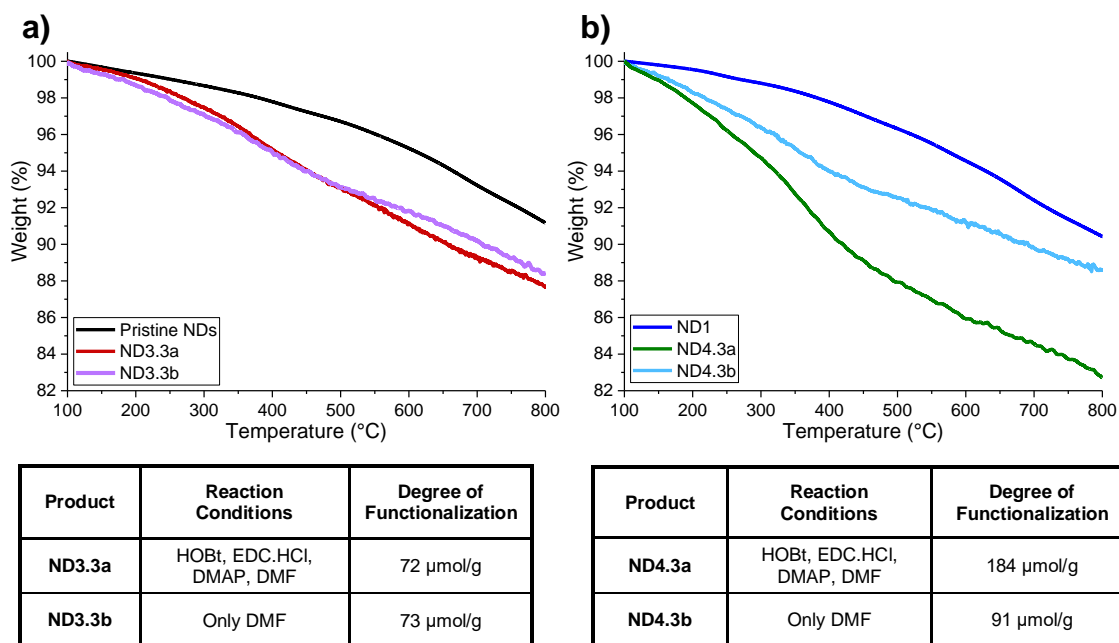 a)
100
98
96
94
92
90
88
86
84
82
Weight (%)
Pristine NDs
ND3.3a
ND3.3b
100 200 300 400 500 600 700 800
Temperature (°C)
b)
100
98
96
94
92
90
88
86
84
82
Weight (%)
ND1
ND4.3a
ND4.3b
100 200 300 400 500 600 700 800
Temperature (°C)
Product
Reaction
Conditions
Degree of
Functionalization
ND3.3a
HOBt, EDC.HCl,
DMAP, DMF
72 µmol/g
ND3.3b
Only DMF
73 µmol/g
Product
Reaction
Conditions
Degree of
Functionalization
ND4.3a
HOBt, EDC.HCl,
DMAP, DMF
184 µmol/g
ND4.3b
Only DMF
91 µmol/g